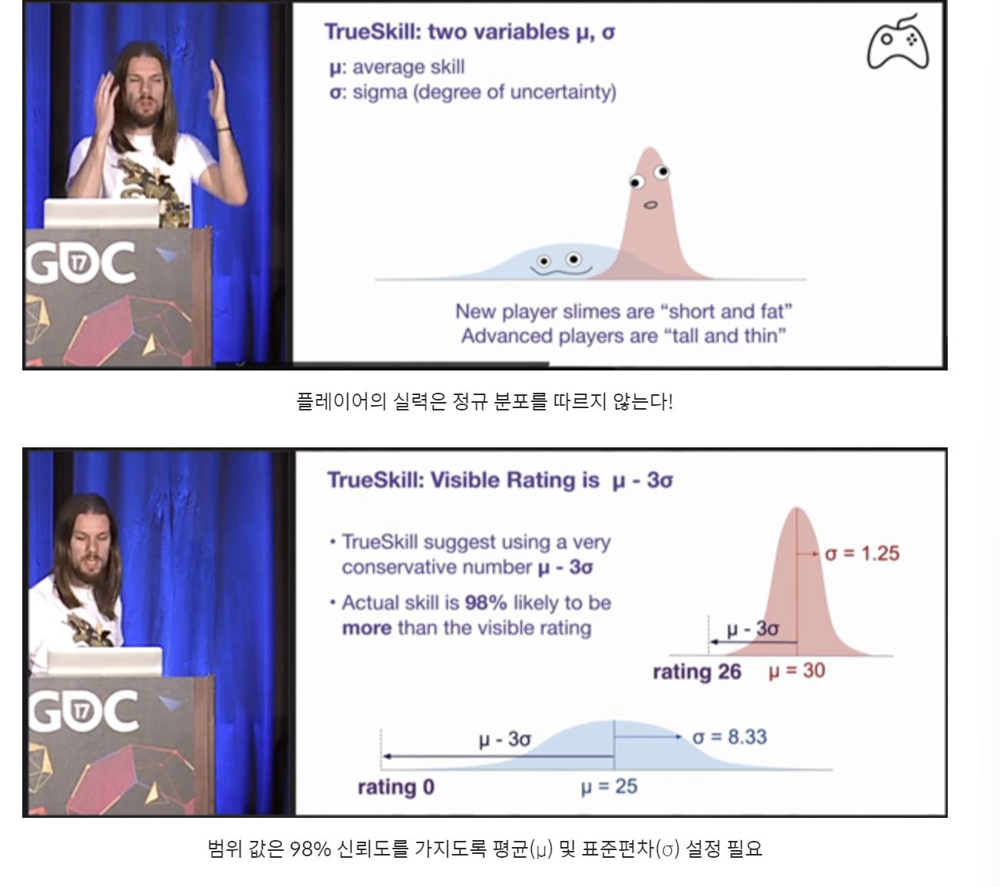 TrueSkill: two variables μ, σ
μ: average skill
σ: sigma (degree of uncertainty)
New player slimes are “short and fat”
Advanced players are “tall and thin”
GDC
17
플레이어의 실력은 정규 분포를 따르지 않는다!
TrueSkill: Visible Rating is μ - 3σ
• TrueSkill suggest using a very
conservative number μ - 3σ
• Actual skill is 98% likely to be
more than the visible rating
σ = 1.25
μ - 3σ
rating 26
μ = 30
μ - 3σ
σ = 8.33
rating 0
μ = 25
GDC
17
범위 값은 98% 신뢰도를 가지도록 평균(μ) 및 표준편차(σ) 설정 필요